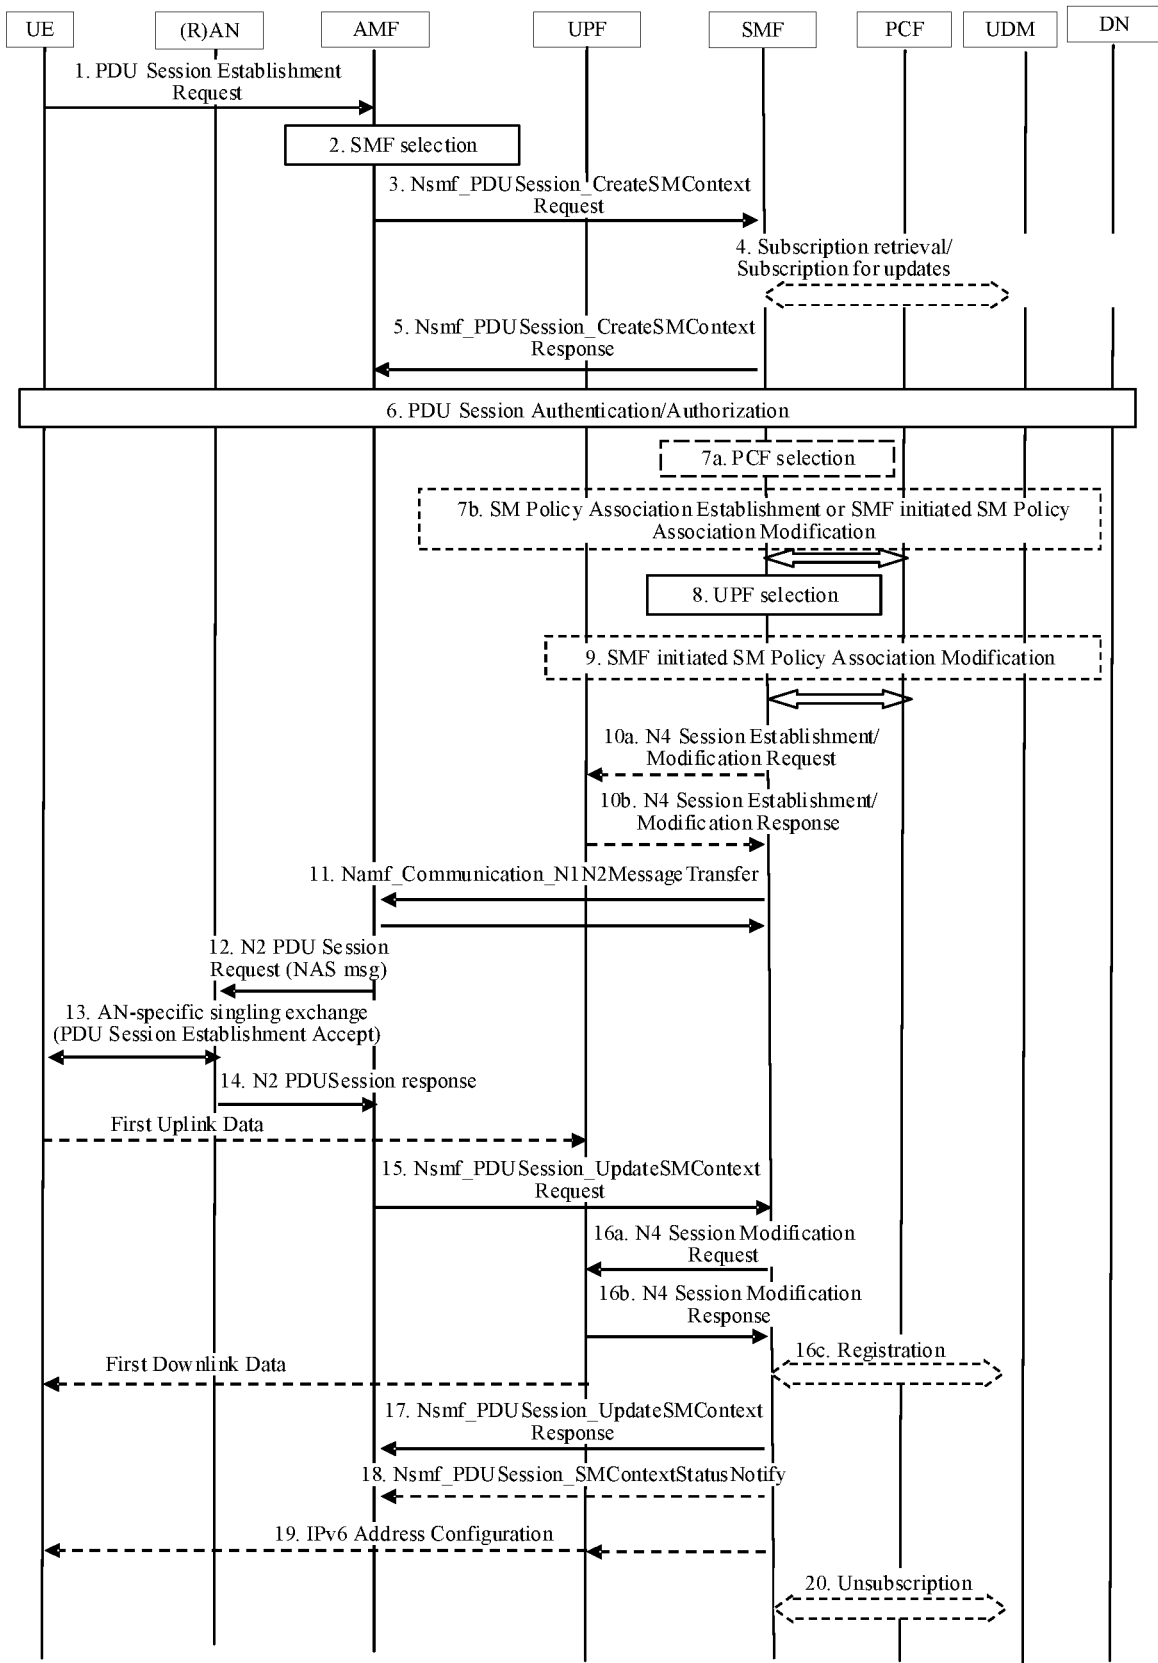 UE
(R)AN
AMF
UPF
SMF
PCF
UDM
DN
1. PDU Session Establishment
Request
2. SMF selection
3. Nsmf_PDUSession_CreateSMContext
Request
4. Subscription retrieval/
Subscription for updates
5. Nsmf_PDUSession_CreateSMContext
Response
6. PDU Session Authentication/Authorization
7a. PCF selection
7b. SM Policy Association Establishment or SMF initiated SM Policy
Association Modification
8. UPF selection
9. SMF initiated SM Policy Association Modification
10a. N4 Session Establishment/
Modification Request
10b. N4 Session Establishment/
Modification Response
11. Namf_Communication_N1N2MessageTransfer
12. N2 PDU Session
Request (NAS msg)
13. AN-specific singling exchange
(PDU Session Establishment Accept)
14. N2 PDUSession response
First Uplink Data
15. Nsmf_PDUSession_UpdateSMContext
Request
16a. N4 Session Modification
Request
16b. N4 Session Modification
Response
16c. Registration
First Downlink Data
17. Nsmf_PDUSession_UpdateSMContext
Response
18. Nsmf_PDUSession_SMContextStatusNotify
19. IPv6 Address Configuration
20. Unsubscription